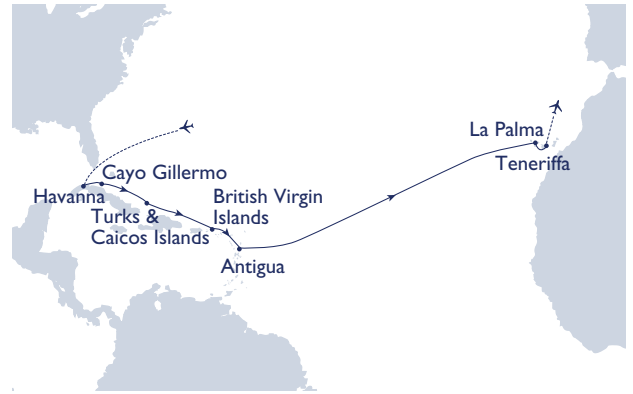 La Palma
Teneriffa
Cayo Gillermo
Havanna
British Virgin
Islands
Turks &
Caicos Islands
Antigua